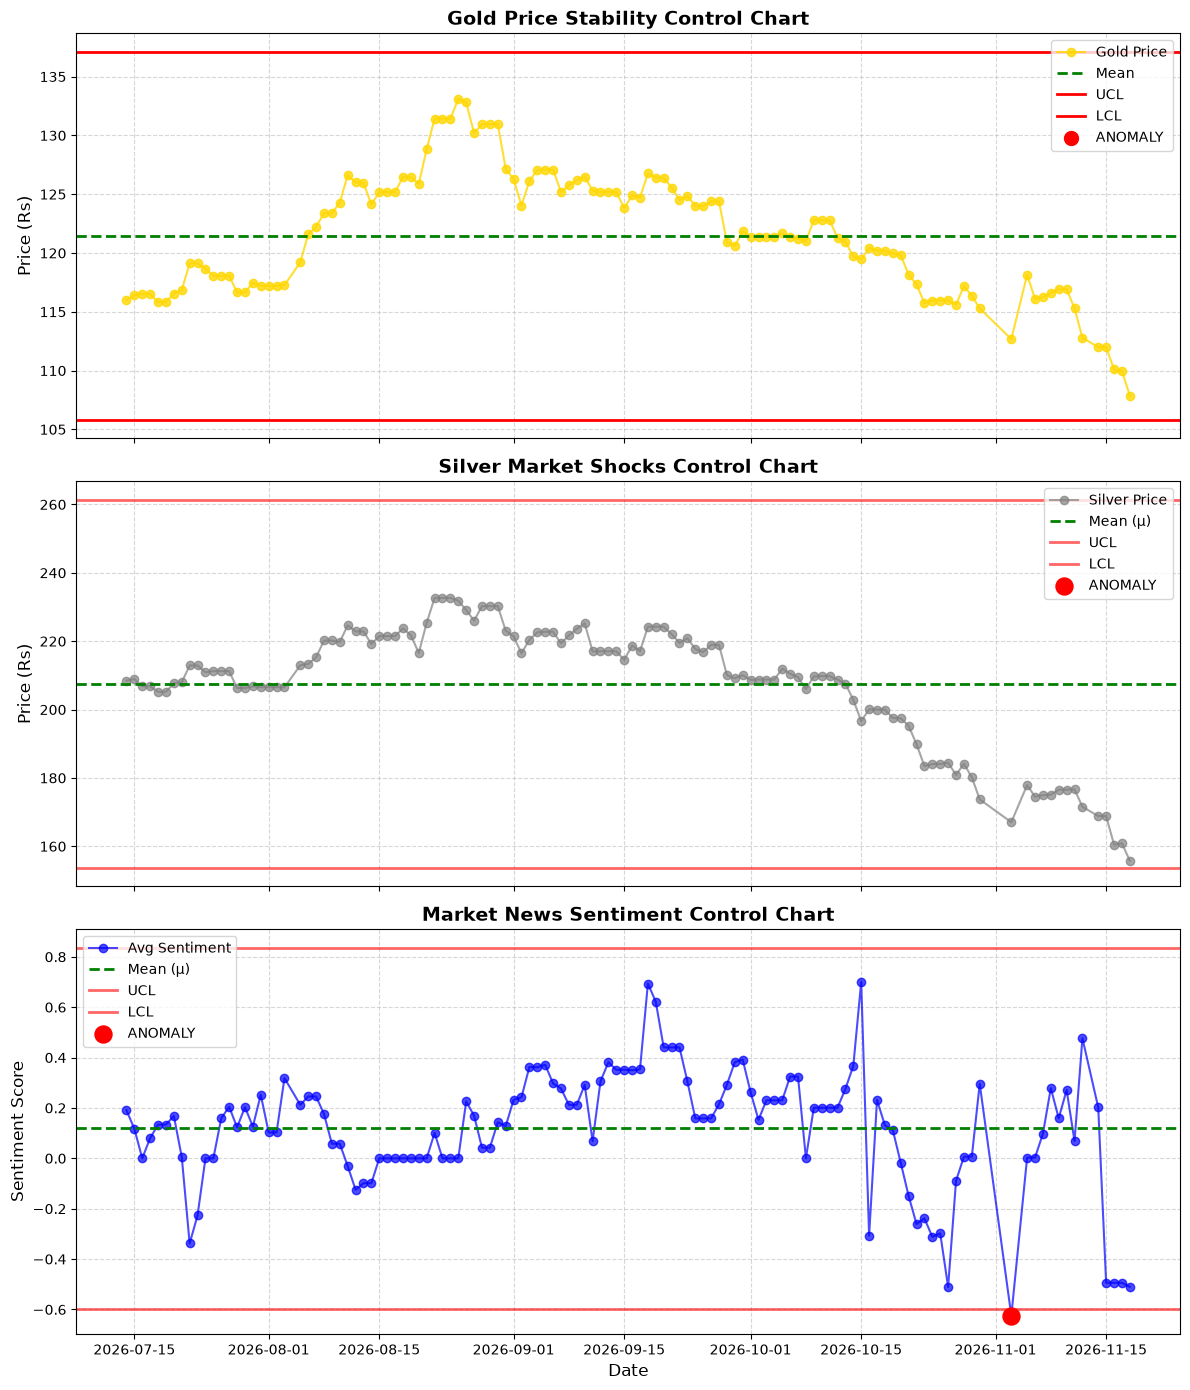 Gold Price Stability Control Chart
Price (Rs)
135
130
125
120
115
110
105
Gold Price
Mean
UCL
LCL
ANOMALY
Silver Market Shocks Control Chart
Price (Rs)
260
240
220
200
180
160
Silver Price
Mean (μ)
UCL
LCL
ANOMALY
Market News Sentiment Control Chart
Sentiment Score
0.8
0.6
0.4
0.2
0.0
−0.2
−0.4
−0.6
Avg Sentiment
Mean (μ)
UCL
LCL
ANOMALY
2026-07-15 2026-08-01 2026-08-15 2026-09-01 2026-09-15 2026-10-01 2026-10-15 2026-11-01 2026-11-15
Date